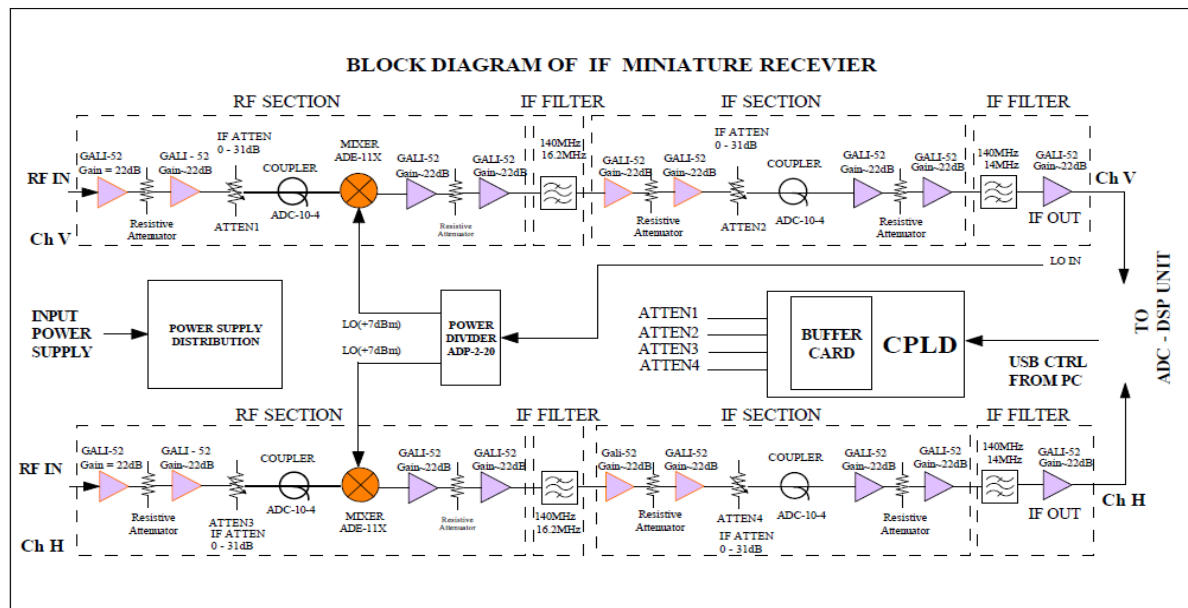 BLOCK DIAGRAM OF IF MINIATURE RECEVIER
RF SECTION
IF FILTER
IF SECTION
IF FILTER
GALI-52
Gain = 22dB
GALI - 52
Gain~22dB
IF ATTEN
0 - 31dB
COUPLER
MIXER
ADE-11X
GALI-52
Gain~22dB
GALI-52
Gain~22dB
140MHz
16.2MHz
GALI-52
Gain~22dB
GALI-52
Gain~22dB
IF ATTEN
0 - 31dB
COUPLER
GALI-52
Gain~22dB
GALI-52
Gain~22dB
140MHz
14MHz
GALI-52
Gain~22dB
RF IN
Ch V
Resistive
Attenuator
ATTEN1
ADC-10-4
Resistive
Attenuator
Resistive
Attenuator
ATTEN2
ADC-10-4
Resistive
Attenuator
IF OUT
Ch V
LO IN
INPUT
POWER
SUPPLY
POWER SUPPLY
DISTRIBUTION
LO(+7dBm)
LO(+7dBm)
POWER
DIVIDER
ADP-2-20
ATTEN1
ATTEN2
ATTEN3
ATTEN4
BUFFER
CARD
CPLD
USB CTRL
FROM PC
TO
ADC - DSP UNIT
RF SECTION
IF FILTER
IF SECTION
IF FILTER
GALI-52
Gain = 22dB
GALI - 52
Gain~22dB
COUPLER
GALI-52
Gain~22dB
GALI-52
Gain~22dB
Gali-52
Gain~22dB
GALI-52
Gain~22dB
COUPLER
GALI-52
Gain~22dB
GALI-52
Gain~22dB
140MHz
14MHz
GALI-52
Gain~22dB
RF IN
Ch H
Resistive
Attenuator
ATTEN3
IF ATTEN
0 - 31dB
ADC-10-4
MIXER
ADE-11X
Resistive
Attenuator
140MHz
16.2MHz
Resistive
Attenuator
ATTEN4
IF ATTEN
0 - 31dB
ADC-10-4
Resistive
Attenuator
IF OUT
Ch H